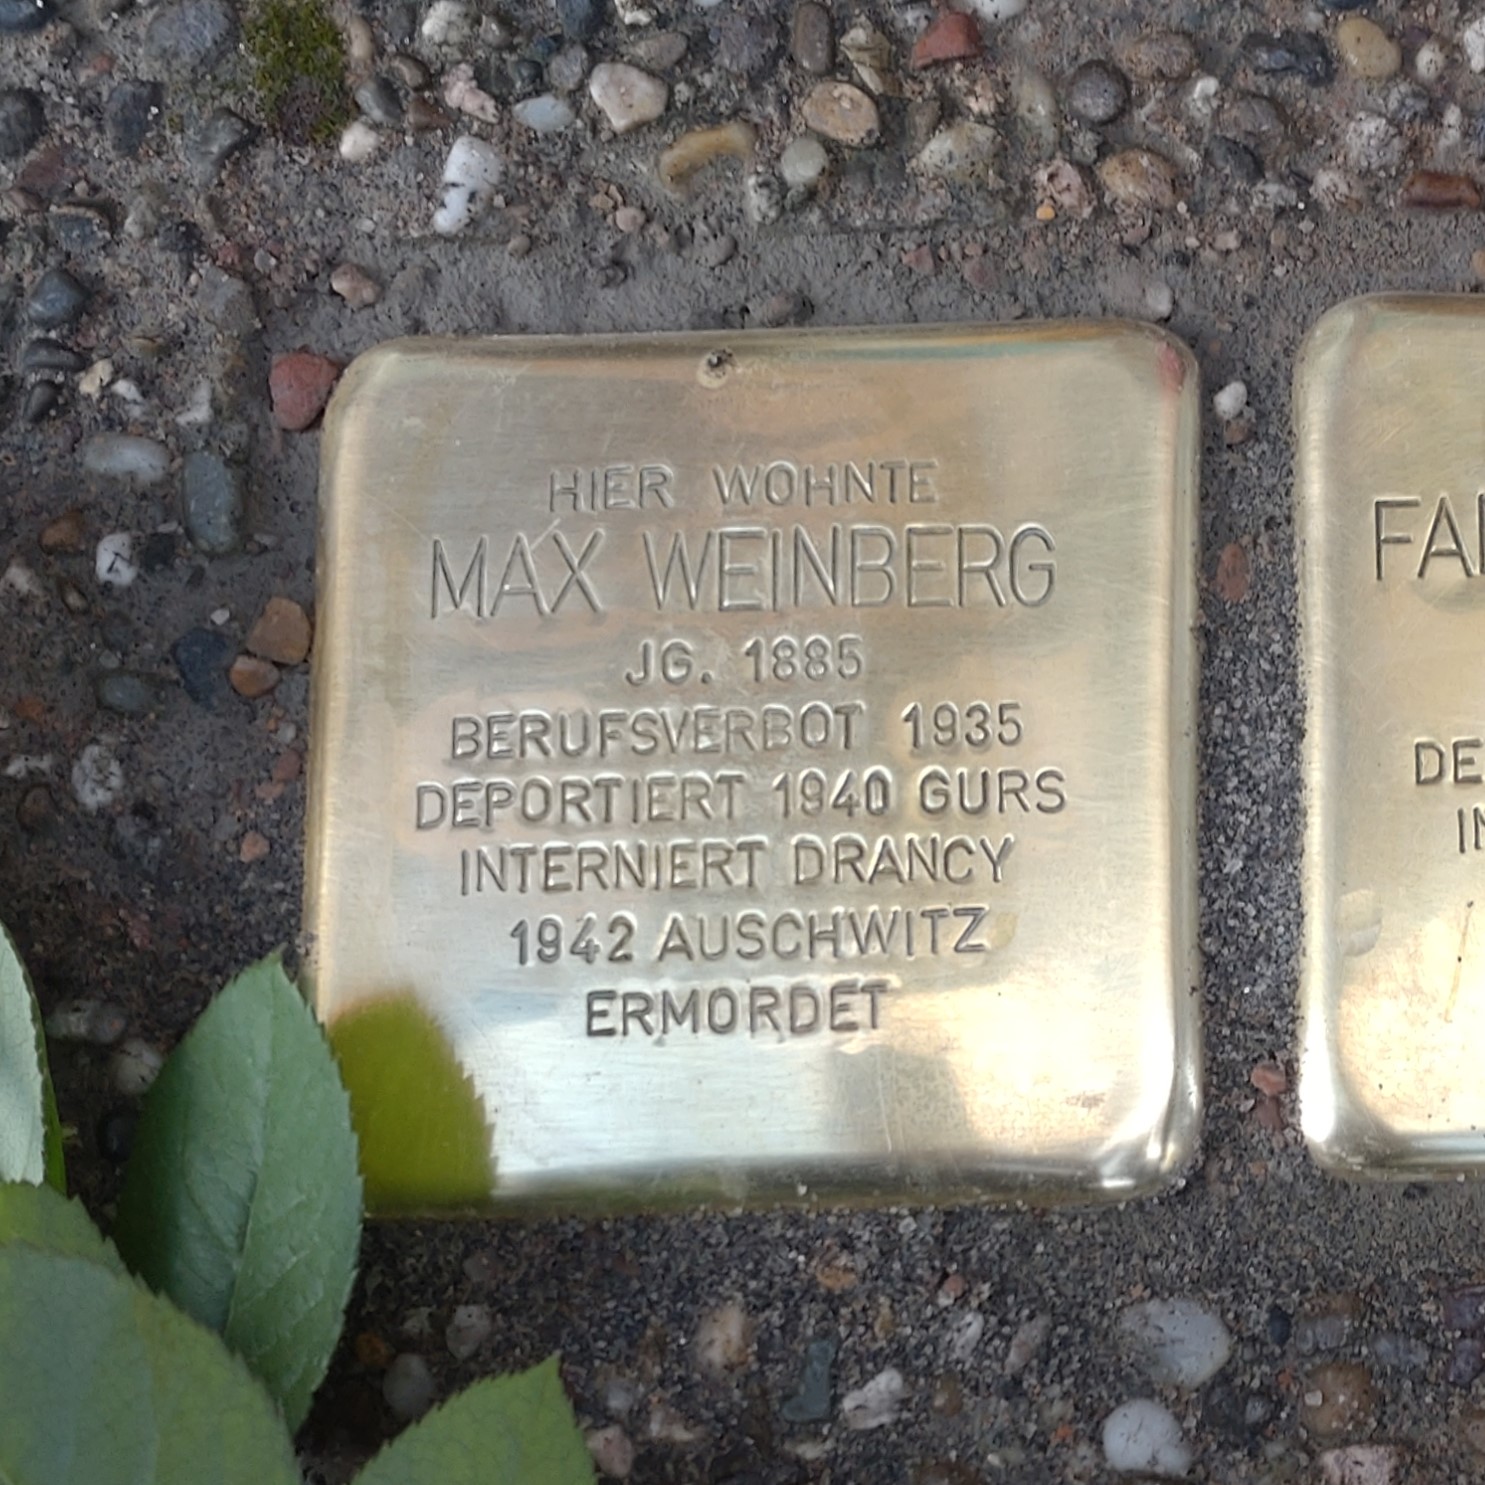 HIER WOHNTE
MAX WEINBERG
JG. 1885
BERUFSVERBOT 1935
DEPORTIERT 1940 GURS
INTERNIERT DRANCY
1942 AUSCHWITZ
ERMORDET